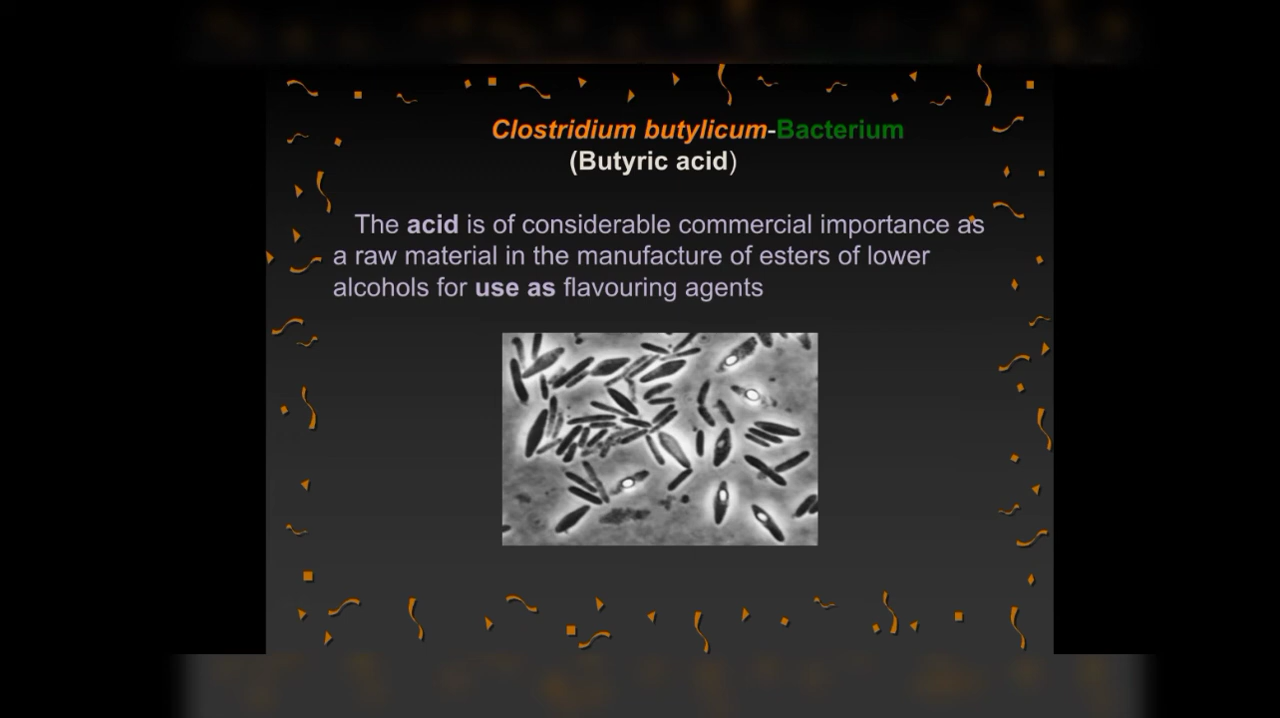 Clostridium butylicum-Bacterium
(Butyric acid)
The acid is of considerable commercial importance as
a raw material in the manufacture of esters of lower
alcohols for use as flavouring agents